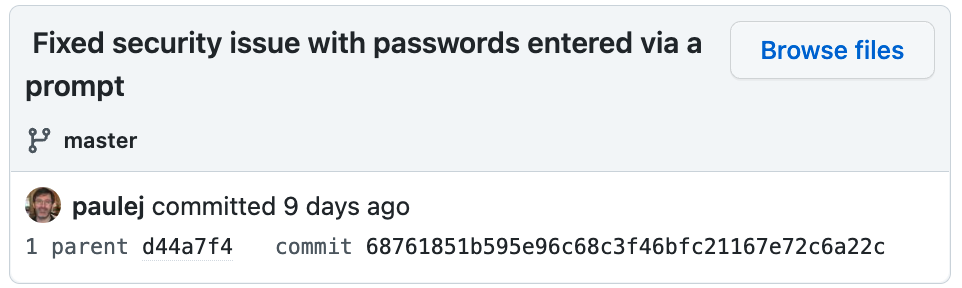 Fixed security issue with passwords entered via a
prompt
Browse files
master
paulej committed 9 days ago
1 parent d44a7f4 commit 68761851b595e96c68c3f46bfc21167e72c6a22c